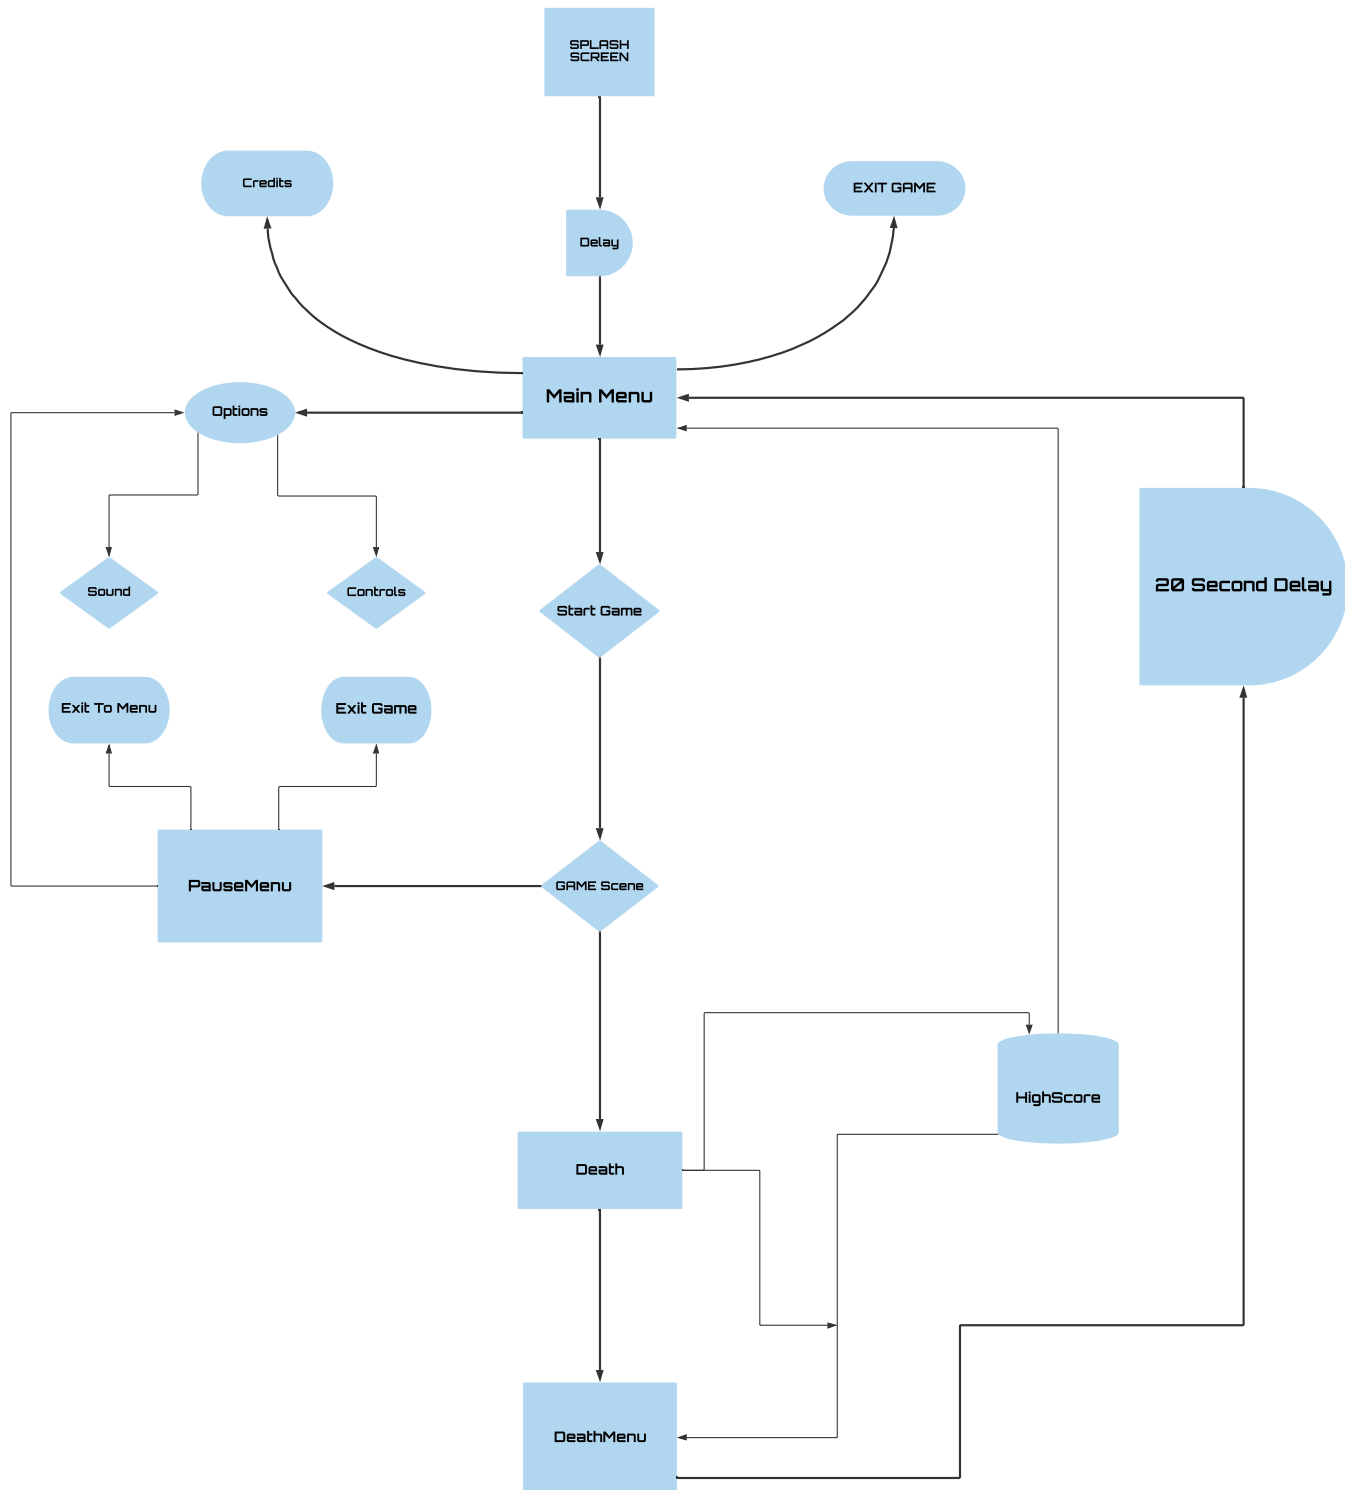 SPLASH
SCREEN
Credits
EXIT GAME
Delay
Main Menu
Options
20 Second Delay
Sound
Controls
Start Game
Exit To Menu
Exit Game
PauseMenu
GAME Scene
HighScore
Death
DeathMenu